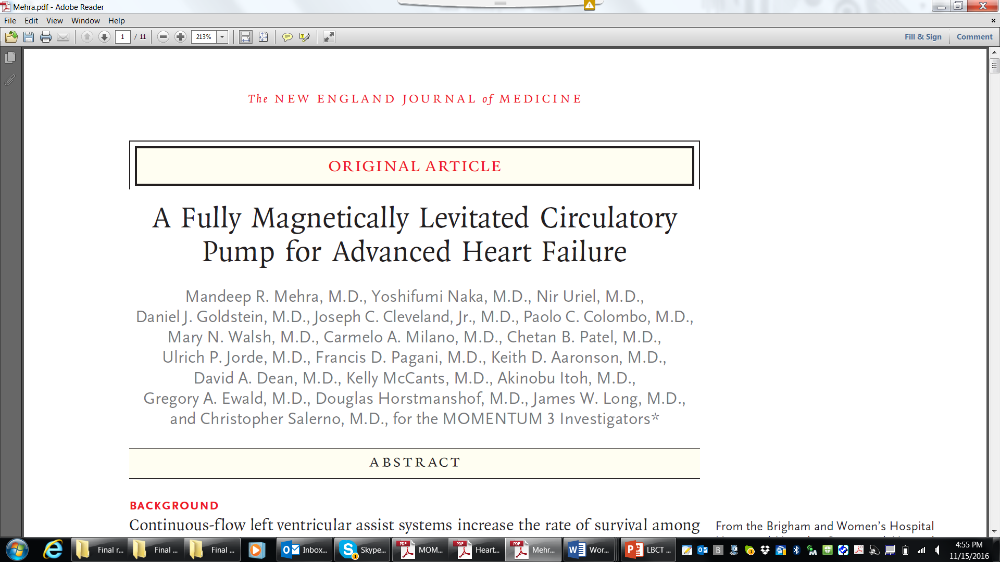 Mehra.pdf - Adobe Reader
File Edit View Window Help
1 / 11 213% Fill & Sign Comment
The NEW ENGLAND JOURNAL of MEDICINE
ORIGINAL ARTICLE
A Fully Magnetically Levitated Circulatory
Pump for Advanced Heart Failure
Mandeep R. Mehra, M.D., Yoshifumi Naka, M.D., Nir Uriel, M.D.,
Daniel J. Goldstein, M.D., Joseph C. Cleveland, Jr., M.D., Paolo C. Colombo, M.D.,
Mary N. Walsh, M.D., Carmelo A. Milano, M.D., Chetan B. Patel, M.D.,
Ulrich P. Jorde, M.D., Francis D. Pagani, M.D., Keith D. Aaronson, M.D.,
David A. Dean, M.D., Kelly McCants, M.D., Akinobu Itoh, M.D.,
Gregory A. Ewald, M.D., Douglas Horstmanshof, M.D., James W. Long, M.D.,
and Christopher Salerno, M.D., for the MOMENTUM 3 Investigators*
ABSTRACT
BACKGROUND
Continuous-flow left ventricular assist systems increase the rate of survival among
From the Brigham and Women's Hospital
Final r... Final ... Final ... Inbox... Skype... MOM... Heart... Mehr... Wor... LBCT ...
4:55 PM
11/15/2016